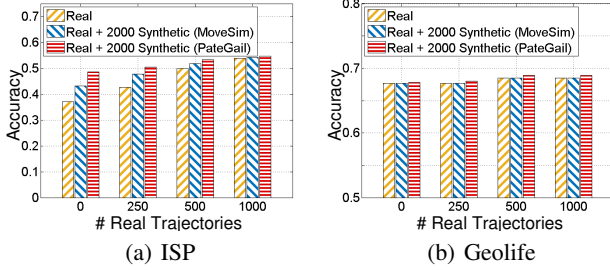 Real
Real + 2000 Synthetic (MoveSim)
Real + 2000 Synthetic (PateGail)
Accuracy
0.7
0.6
0.5
0.4
0.3
0.2
0.1
0
0 250 500 1000
# Real Trajectories
(a) ISP
Real
Real + 2000 Synthetic (MoveSim)
Real + 2000 Synthetic (PateGail)
Accuracy
0.8
0.7
0.6
0.5
0 250 500 1000
# Real Trajectories
(b) Geolife